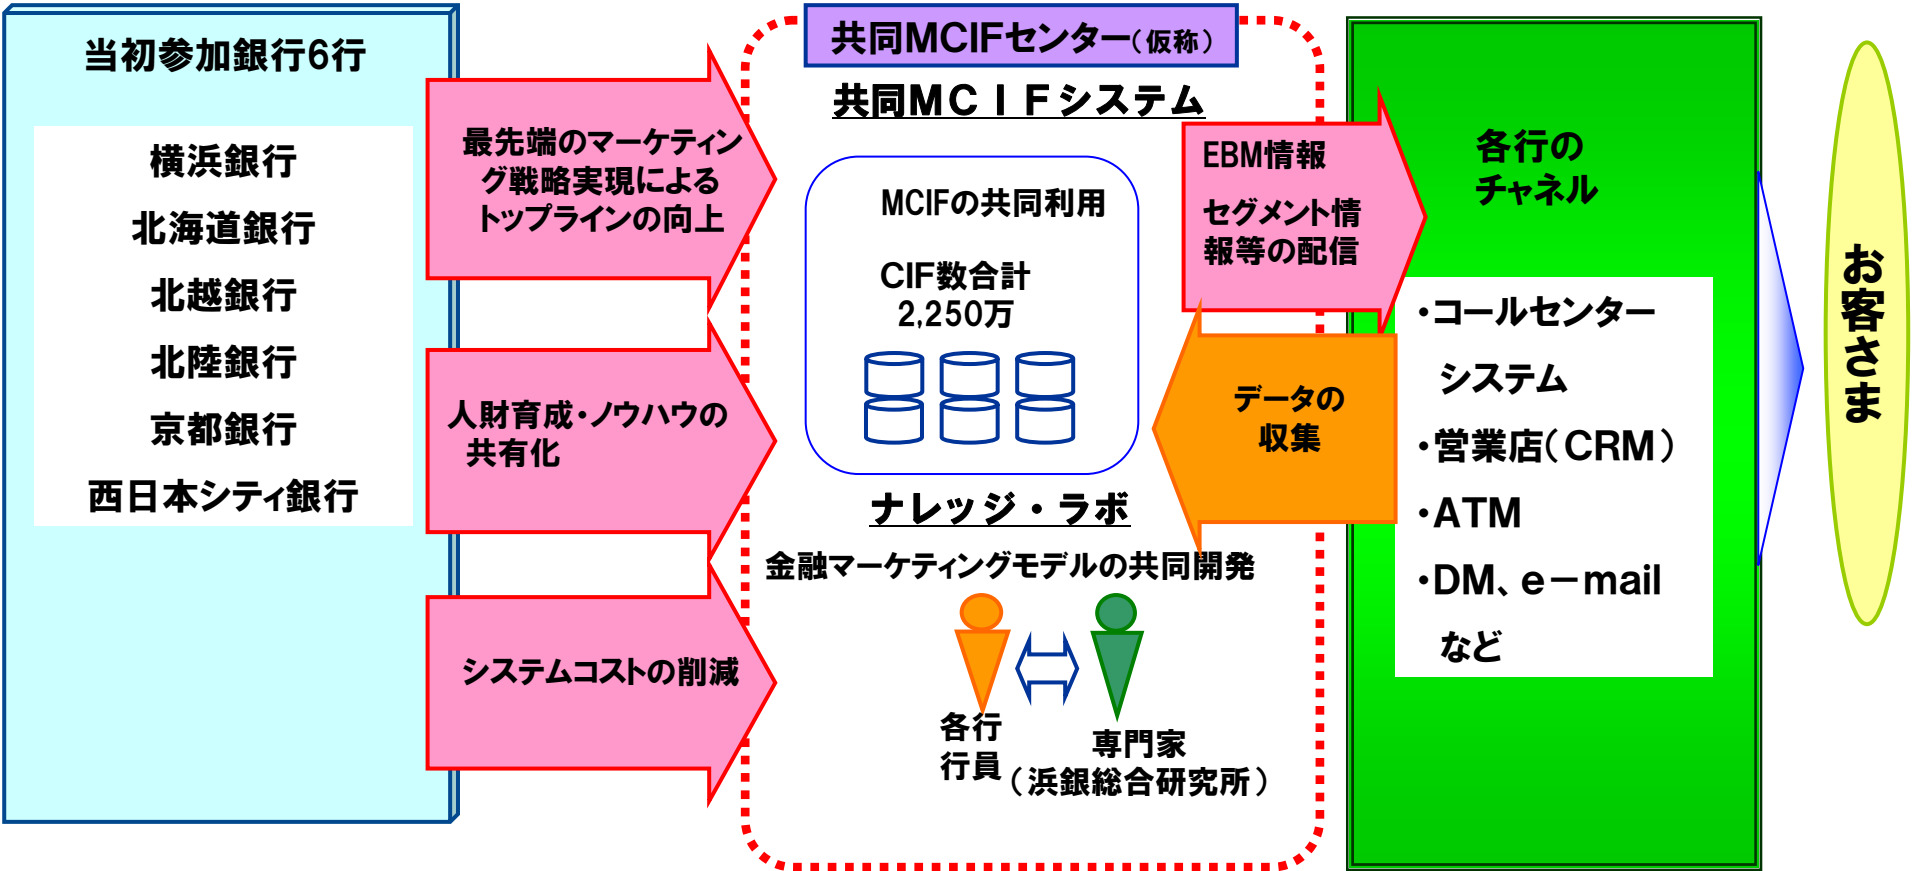 当初参加銀行6行
横浜銀行
北海道銀行
北越銀行
北陸銀行
京都銀行
西日本シティ銀行
最先端のマーケティン
グ戦略実現による
トップラインの向上
人財育成・ノウハウの
共有化
システムコストの削減
共同MCIFセンター(仮称)
共同MCIFシステム
MCIFの共同利用
CIF数合計
2,250万
ナレッジ・ラボ
金融マーケティングモデルの共同開発
各行
行員
専門家
(浜銀総合研究所)
EBM情報
セグメント情
報等の配信
データの
収集
各行の
チャネル
・コールセンター
システム
・営業店(CRM)
・ATM
・DM、e－mail
など
お客さま